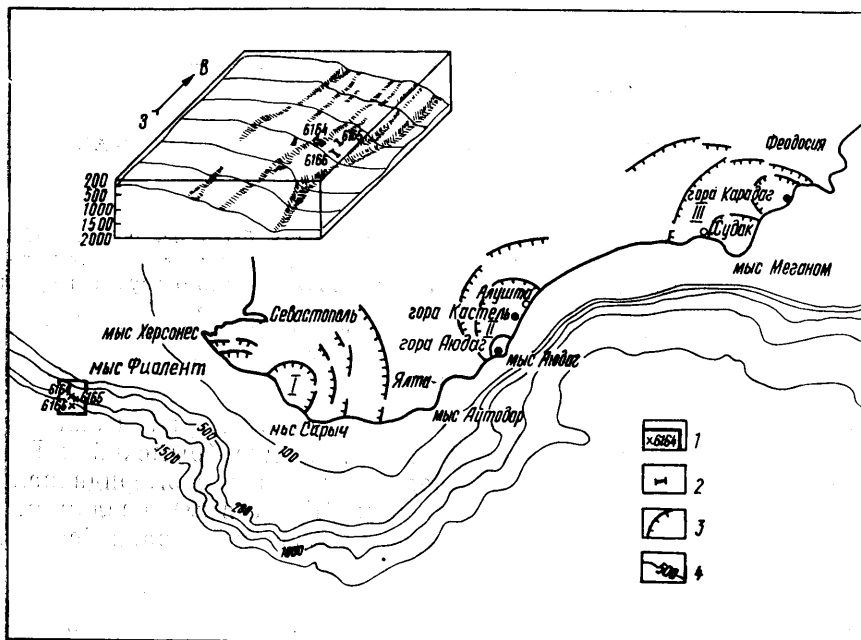 З
В
6164
6165
6166
200
500
1000
1500
2000
Феодосия
гора Карадаг
III
Судак
мыс Меганом
Севастополь
мыс Херсонес
мыс Фиолент
Алушта
гора Кастель
II
гора Аюдаг
мыс Аюдаг
I
Ялта
мыс Айтодор
мыс Сарыч
6164
6165
6166
500
1500
100
200
1000
×6164 1
2
3
500 4